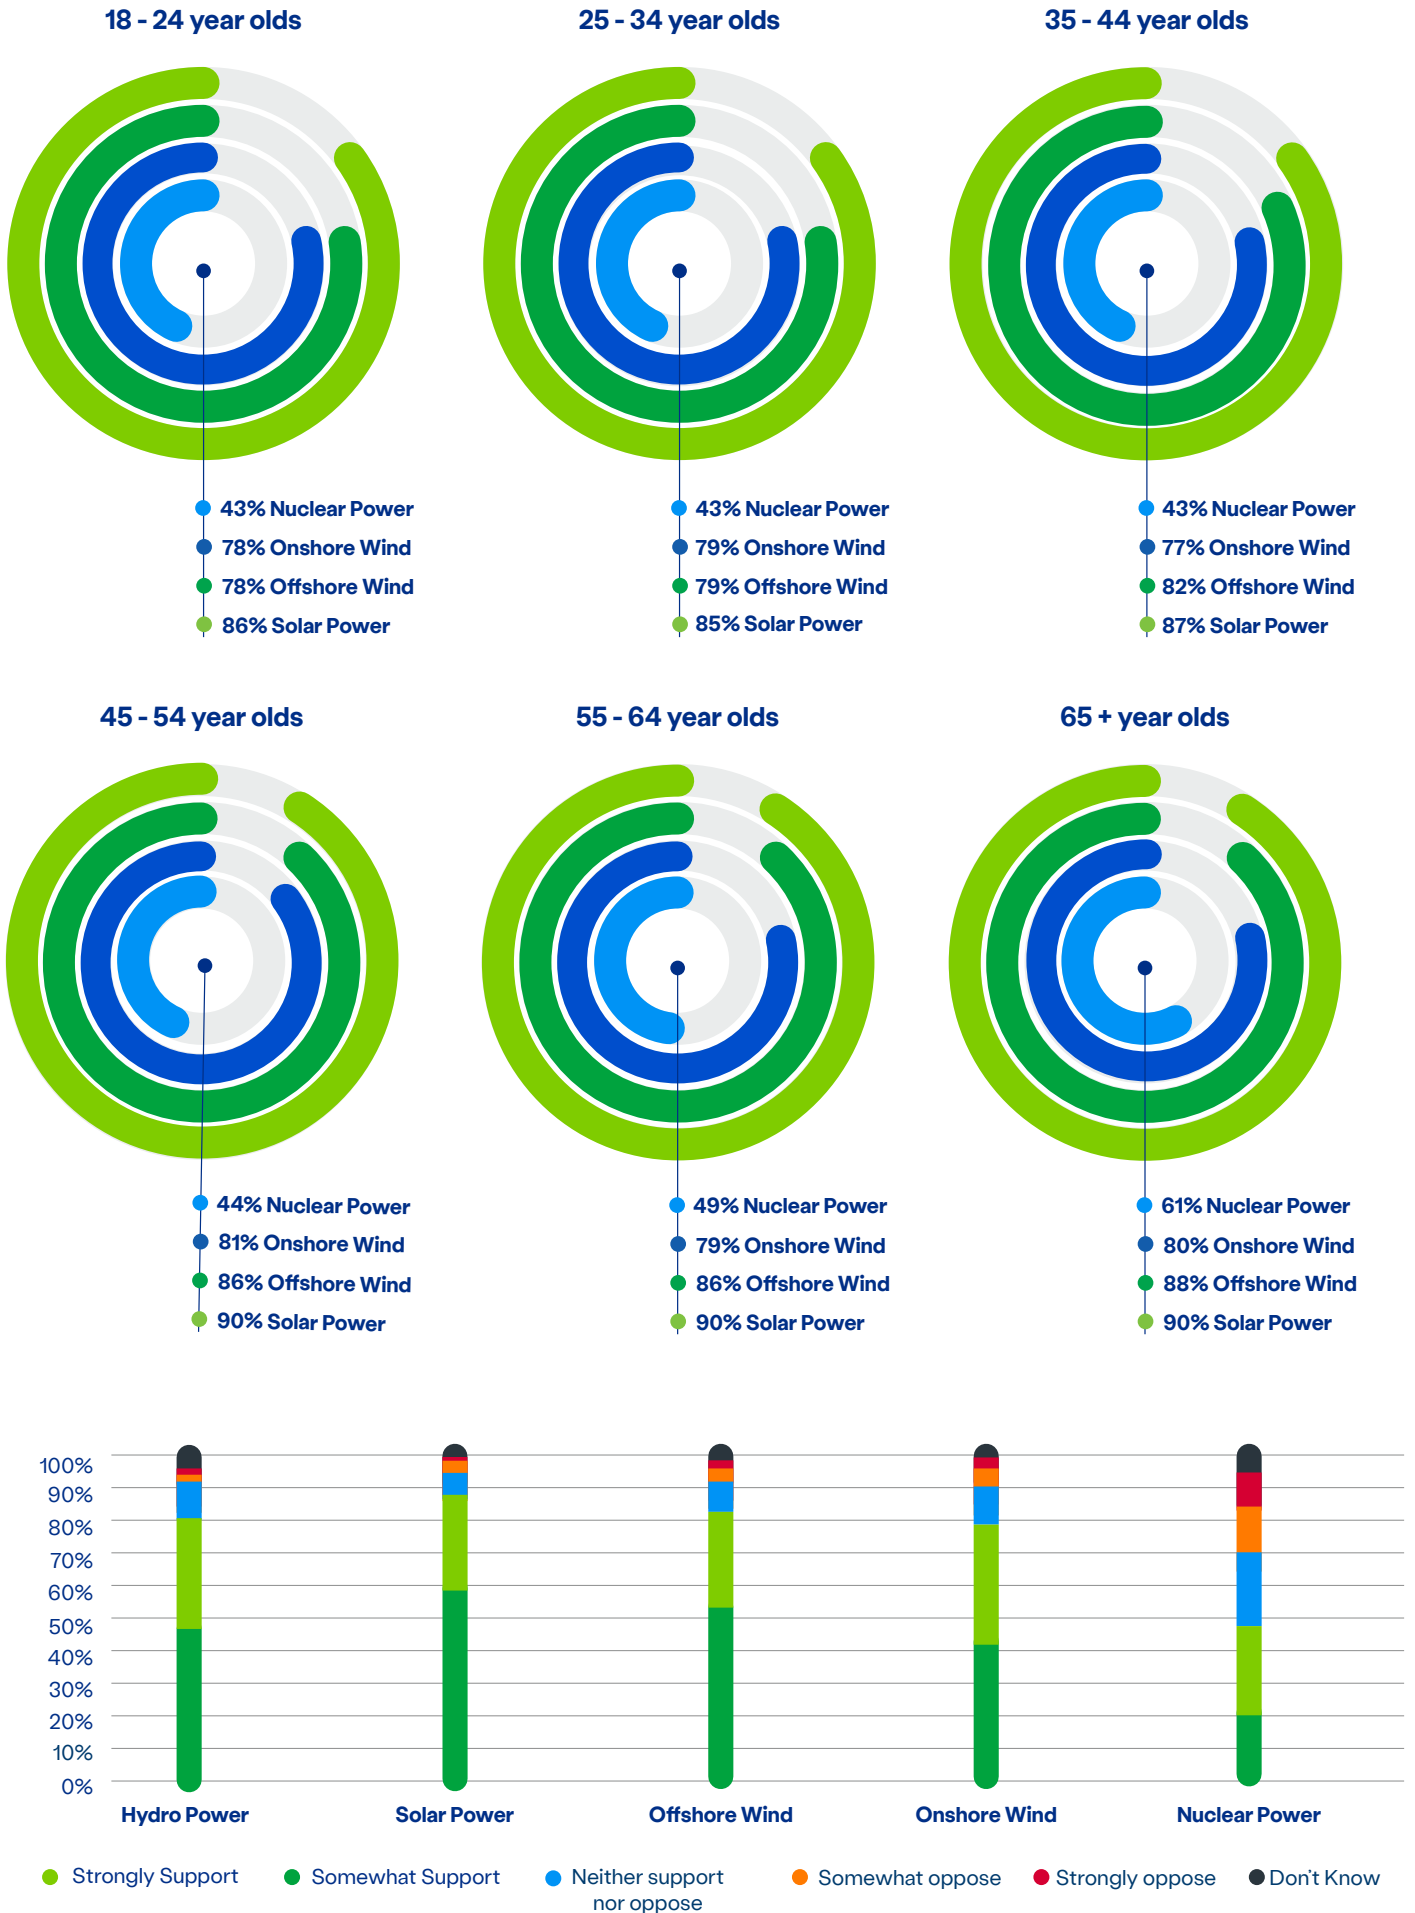 18 - 24 year olds
25 - 34 year olds
35 - 44 year olds
43% Nuclear Power
78% Onshore Wind
78% Offshore Wind
86% Solar Power
43% Nuclear Power
79% Onshore Wind
79% Offshore Wind
85% Solar Power
43% Nuclear Power
77% Onshore Wind
82% Offshore Wind
87% Solar Power
45 - 54 year olds
55 - 64 year olds
65 + year olds
44% Nuclear Power
81% Onshore Wind
86% Offshore Wind
90% Solar Power
49% Nuclear Power
79% Onshore Wind
86% Offshore Wind
90% Solar Power
61% Nuclear Power
80% Onshore Wind
88% Offshore Wind
90% Solar Power
100%
90%
80%
70%
60%
50%
40%
30%
20%
10%
0%
Hydro Power
Solar Power
Offshore Wind
Onshore Wind
Nuclear Power
Strongly Support
Somewhat Support
Neither support
nor oppose
Somewhat oppose
Strongly oppose
Don't Know